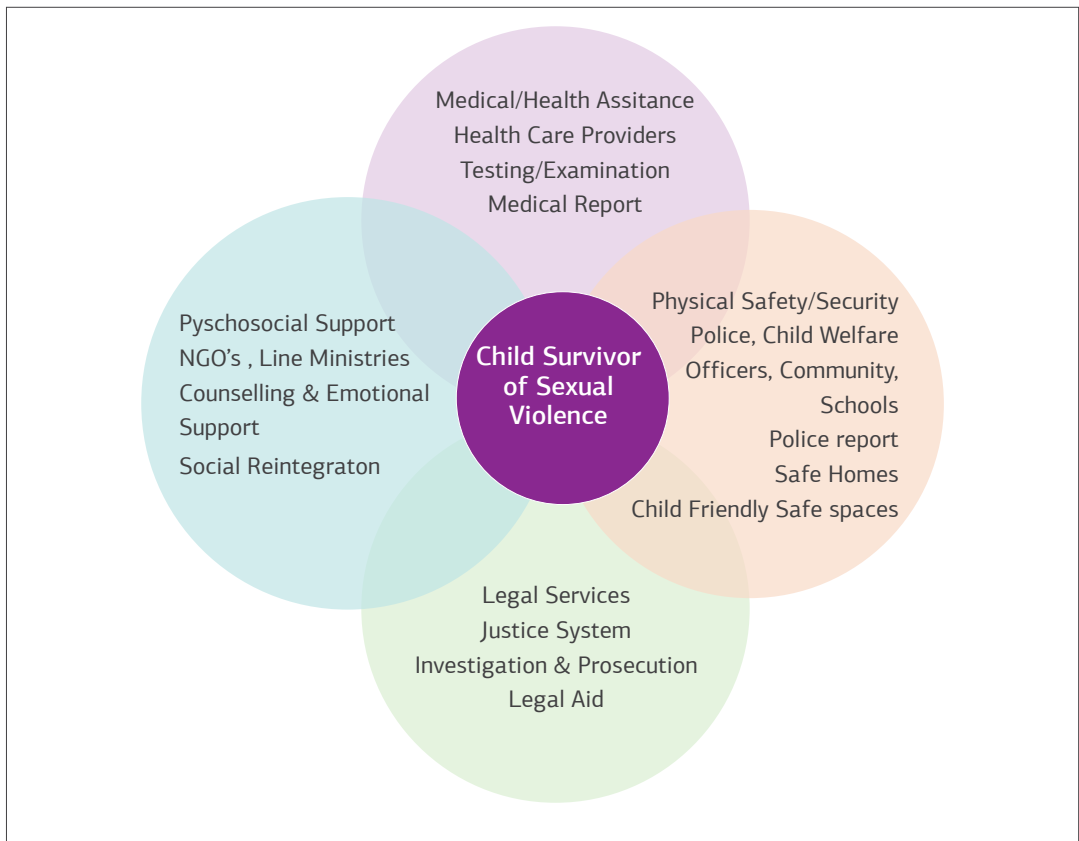 Medical/Health Assitance
Health Care Providers
Testing/Examination
Medical Report
Pyschosocial Support
NGO's , Line Ministries
Counselling & Emotional
Support
Social Reintegraton
Child Survivor
of Sexual
Violence
Physical Safety/Security
Police, Child Welfare
Officers, Community,
Schools
Police report
Safe Homes
Child Friendly Safe spaces
Legal Services
Justice System
Investigation & Prosecution
Legal Aid